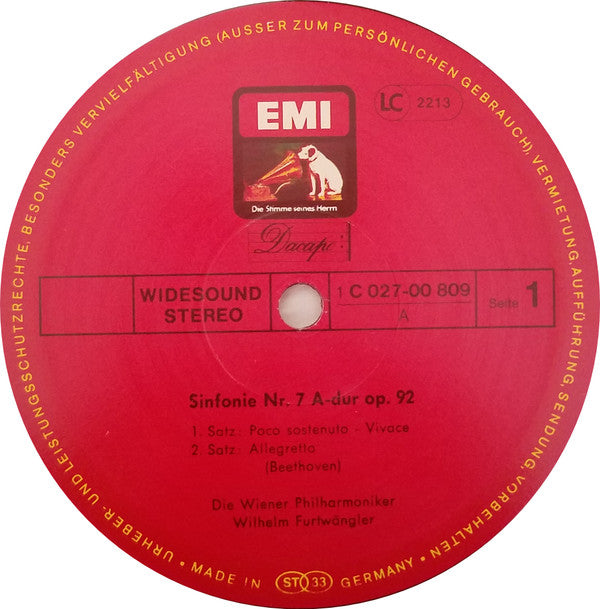 URHEBER- UND LEISTUNGSSCHUTZRECHTE, BESONDERS VERVIELFÄLTIGUNG (AUSSER ZUM PERSÖNLICHEN GEBRAUCH), VERMIETUNG, AUFFÜHRUNG, SENDUNG, VORBEHALTEN •
EMI
LC 2213
Die Stimme seines Herrn
Dacapo
WIDESOUND
STEREO
1 C 027-00 809
A
Seite 1
Sinfonie Nr. 7 A-dur op. 92
1. Satz: Poco sostenuto - Vivace
2. Satz: Allegretto
(Beethoven)
Die Wiener Philharmoniker
Wilhelm Furtwängler
• MADE IN ST 33 GERMANY •